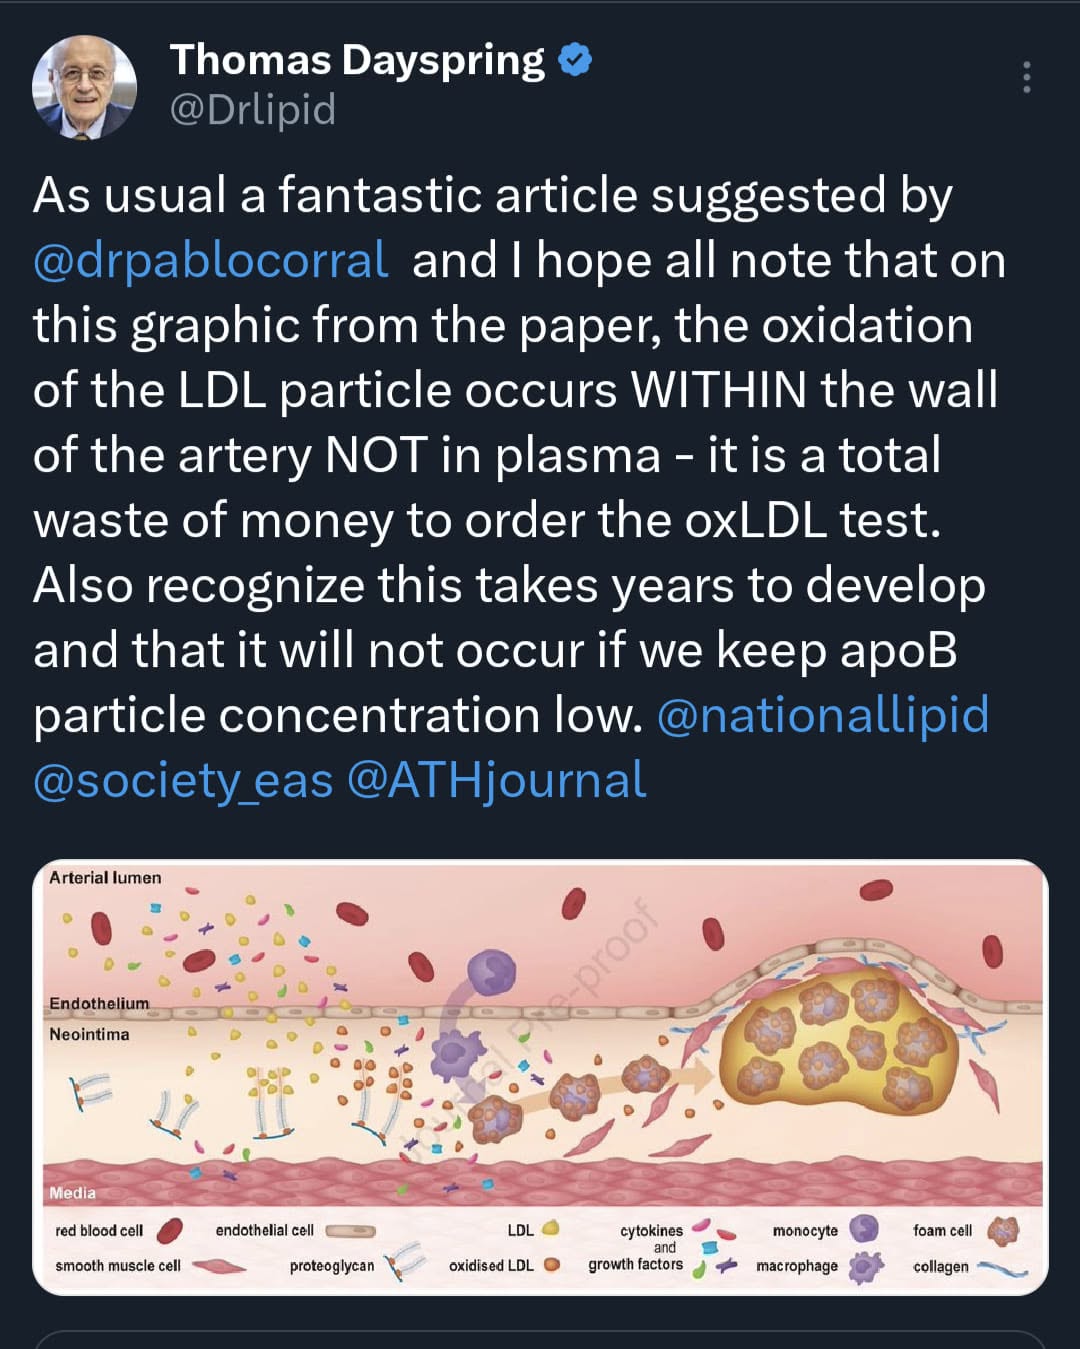 Thomas Dayspring
@Drlipid
As usual a fantastic article suggested by
@drpablocorral and I hope all note that on
this graphic from the paper, the oxidation
of the LDL particle occurs WITHIN the wall
of the artery NOT in plasma - it is a total
waste of money to order the oxLDL test.
Also recognize this takes years to develop
and that it will not occur if we keep apoB
particle concentration low. @nationallipid
@society_eas @ATHjournal
Arterial lumen
Endothelium
Neointima
Journal Pre-proof
Media
red blood cell
endothelial cell
LDL
cytokines
and
growth factors
monocyte
foam cell
smooth muscle cell
proteoglycan
oxidised LDL
macrophage
collagen